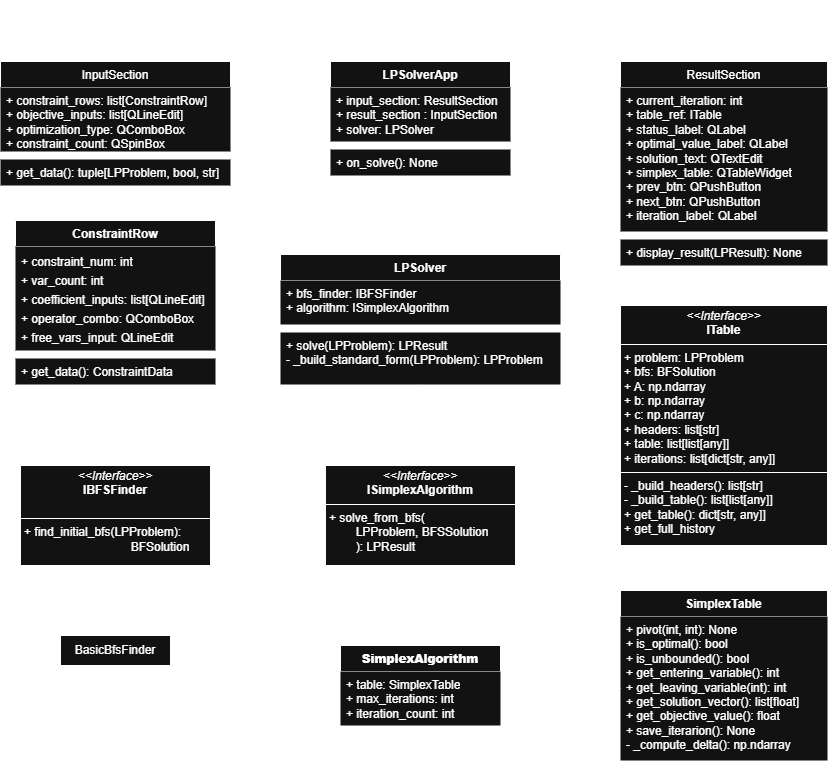 InputSection
+ constraint_rows: list[ConstraintRow]
+ objective_inputs: list[QLineEdit]
+ optimization_type: QComboBox
+ constraint_count: QSpinBox
+ get_data(): tuple[LPProblem, bool, str]
LPSolverApp
+ input_section: ResultSection
+ result_section : InputSection
+ solver: LPSolver
+ on_solve(): None
ResultSection
+ current_iteration: int
+ table_ref: ITable
+ status_label: QLabel
+ optimal_value_label: QLabel
+ solution_text: QTextEdit
+ simplex_table: QTableWidget
+ prev_btn: QPushButton
+ next_btn: QPushButton
+ iteration_label: QLabel
+ display_result(LPResult): None
ConstraintRow
+ constraint_num: int
+ var_count: int
+ coefficient_inputs: list[QLineEdit]
+ operator_combo: QComboBox
+ free_vars_input: QLineEdit
+ get_data(): ConstraintData
LPSolver
+ bfs_finder: IBFSFinder
+ algorithm: ISimplexAlgorithm
+ solve(LPProblem): LPResult
- _build_standard_form(LPProblem): LPProblem
<<Interface>>
ITable
+ problem: LPProblem
+ bfs: BFSolution
+ A: np.ndarray
+ b: np.ndarray
+ c: np.ndarray
+ headers: list[str]
+ table: list[list[any]]
+ iterations: list[dict[str, any]]
- _build_headers(): list[str]
- _build_table(): list[list[any]]
+ get_table(): dict[str, any]]
+ get_full_history
<<Interface>>
IBFSFinder
+ find_initial_bfs(LPProblem):
BFSolution
<<Interface>>
ISimplexAlgorithm
+ solve_from_bfs(
LPProblem, BFSSolution
): LPResult
BasicBfsFinder
SimplexAlgorithm
+ table: SimplexTable
+ max_iterations: int
+ iteration_count: int
SimplexTable
+ pivot(int, int): None
+ is_optimal(): bool
+ is_unbounded(): bool
+ get_entering_variable(): int
+ get_leaving_variable(int): int
+ get_solution_vector(): list[float]
+ get_objective_value(): float
+ save_iterarion(): None
- _compute_delta(): np.ndarray